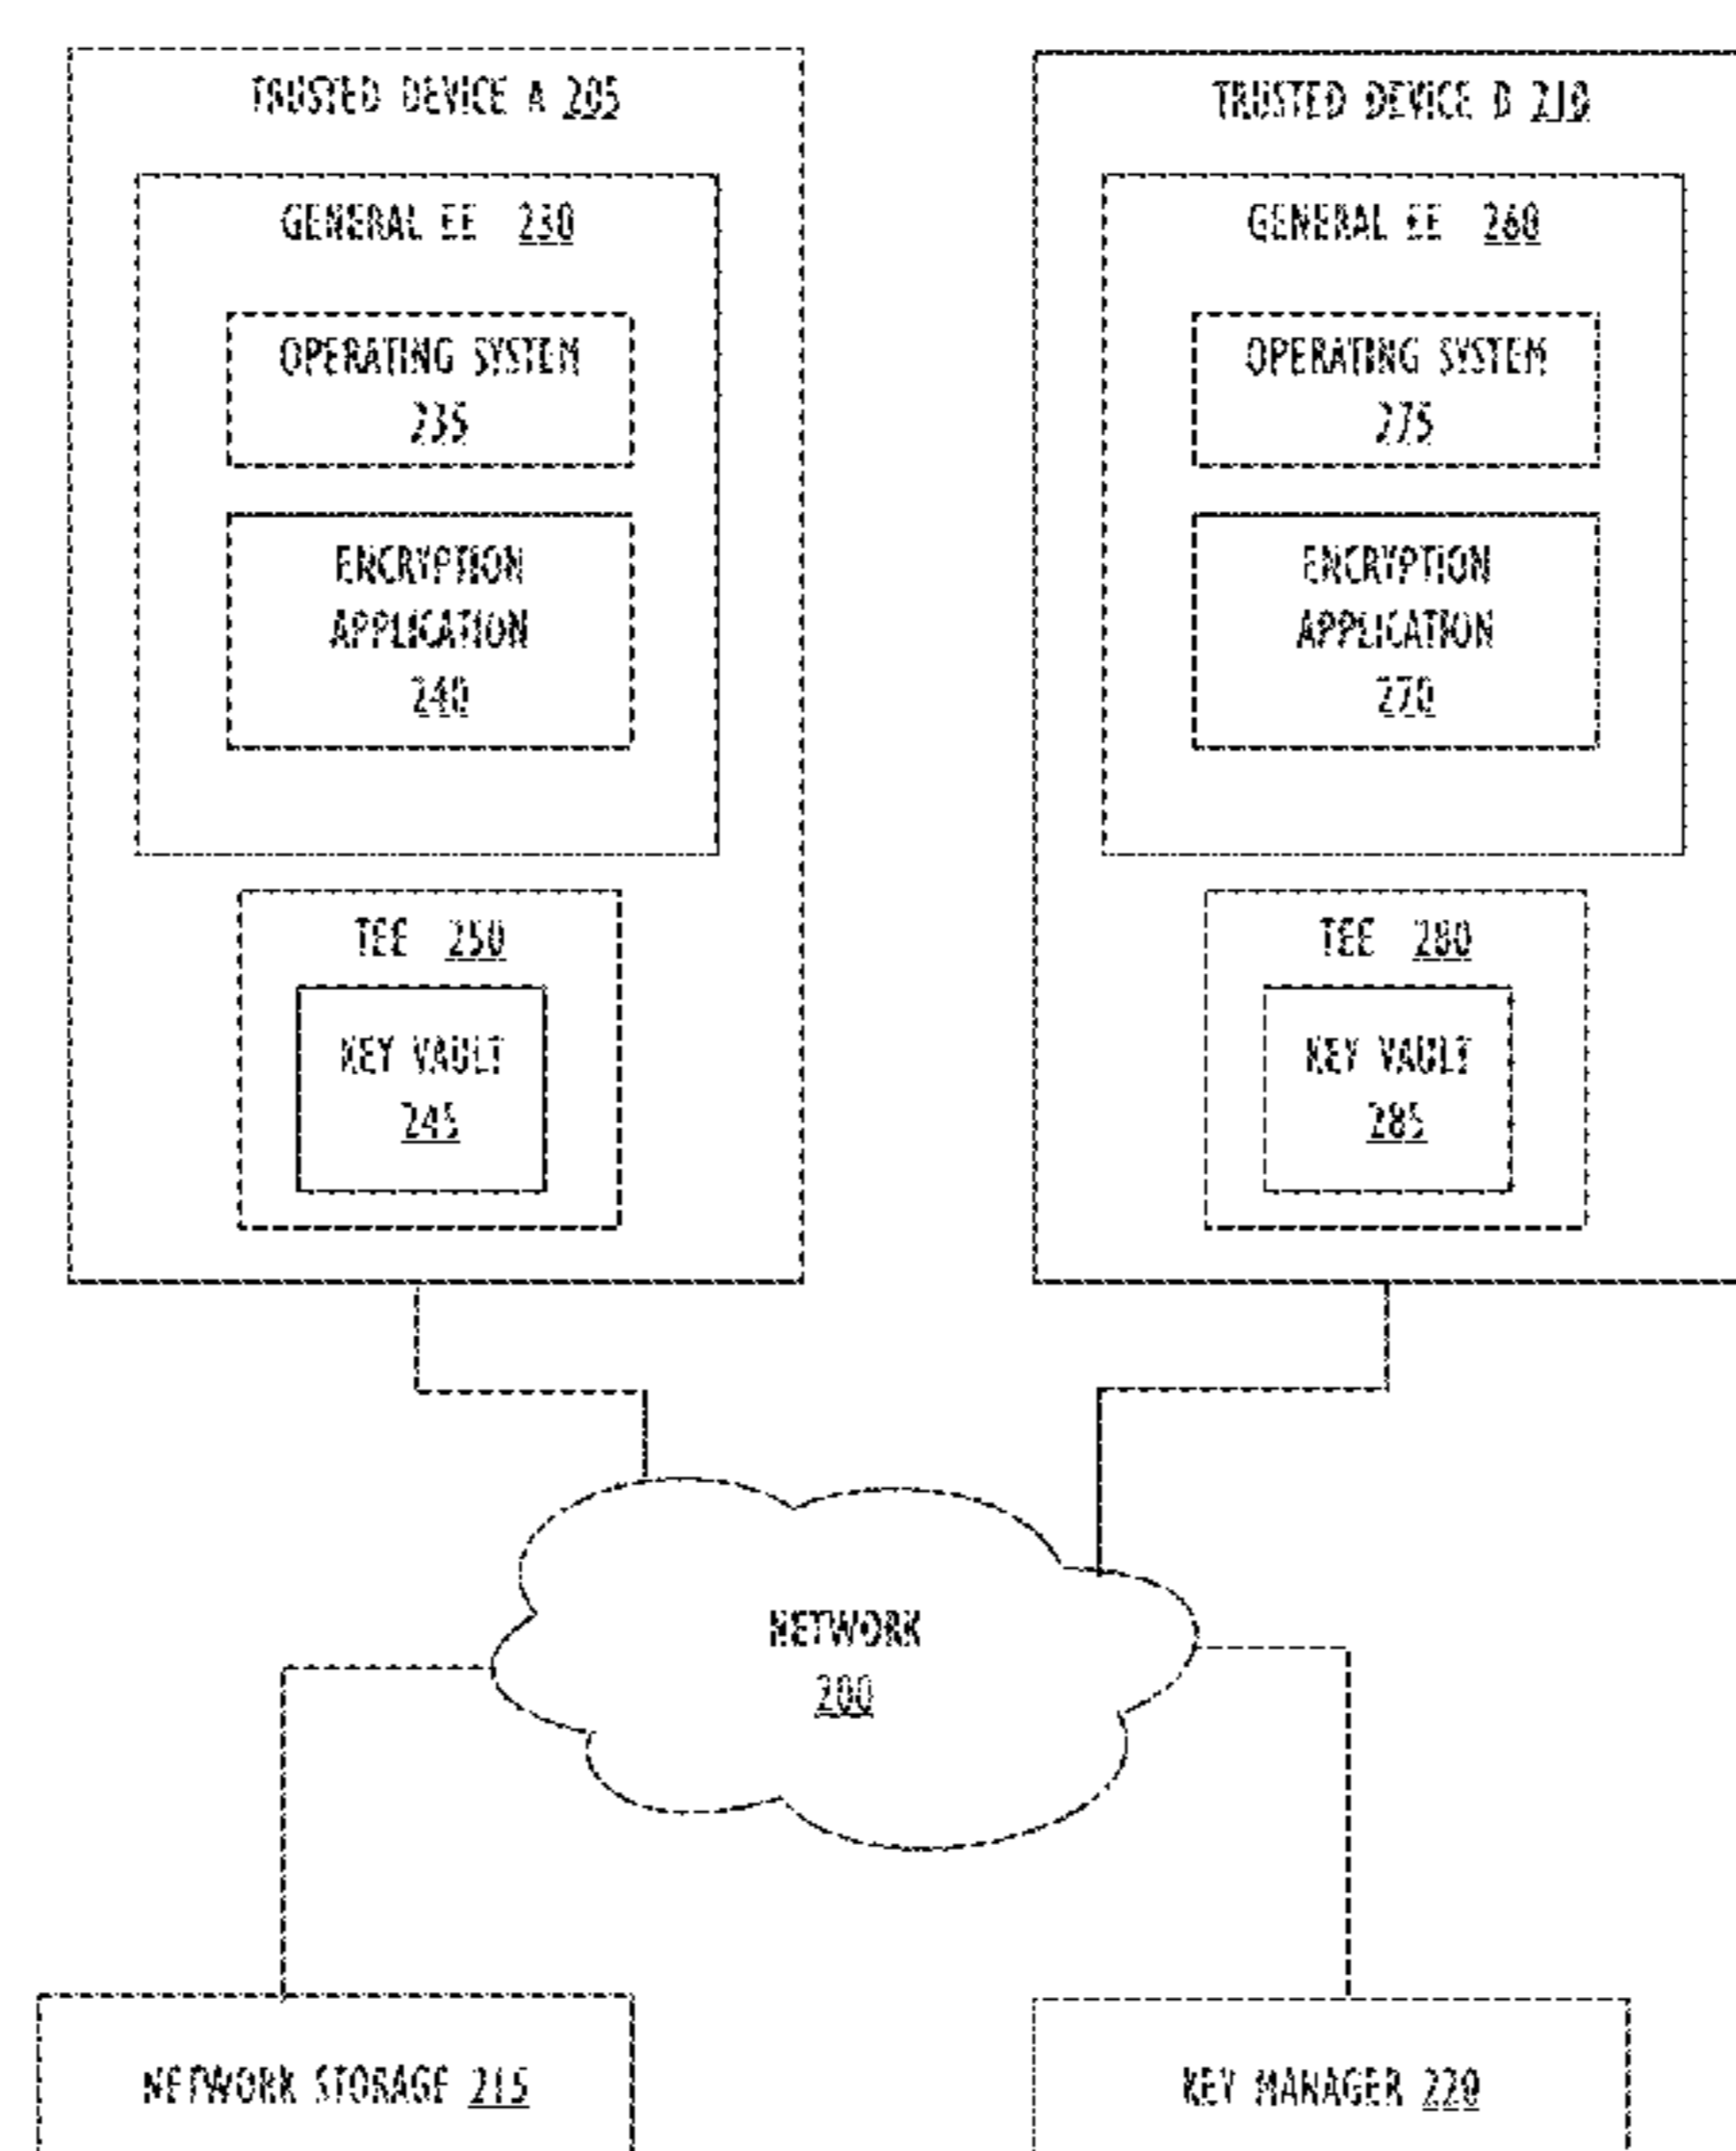 TRUSTED DEVICE A 205
GENERAL EE 230
OPERATING SYSTEM
235
ENCRYPTION
APPLICATION
240
TEE 250
KEY VAULT
245
TRUSTED DEVICE B 210
GENERAL EE 260
OPERATING SYSTEM
275
ENCRYPTION
APPLICATION
270
TEE 280
KEY VAULT
285
NETWORK
200
NETWORK STORAGE 215
KEY MANAGER 220